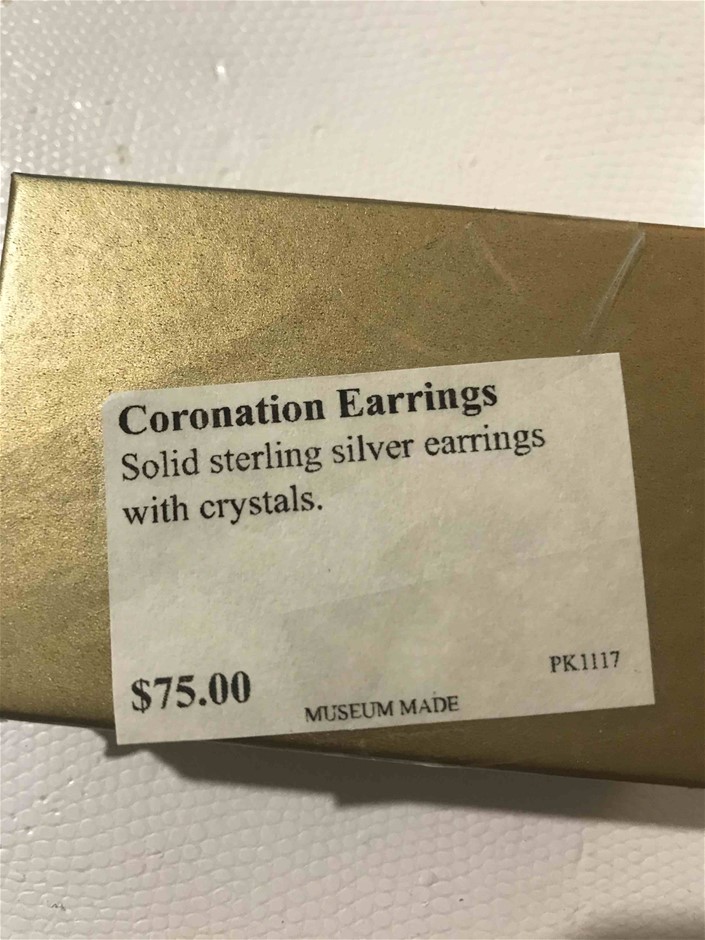 Coronation Earrings
Solid sterling silver earrings
with crystals.
PK1117
$75.00
MUSEUM MADE